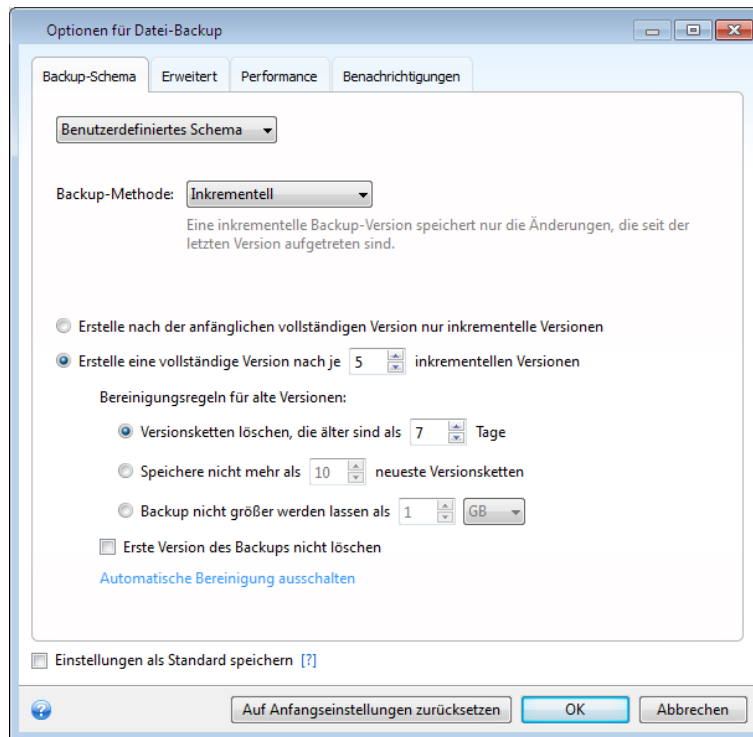 Optionen für Datei-Backup
Backup-Schema Erweitert Performance Benachrichtigungen
Benutzerdefiniertes Schema
Backup-Methode: Inkrementell
Eine inkrementelle Backup-Version speichert nur die Änderungen, die seit der
letzten Version aufgetreten sind.
Erstelle nach der anfänglichen vollständigen Version nur inkrementelle Versionen
Erstelle eine vollständige Version nach je 5 inkrementellen Versionen
Bereinigungsregeln für alte Versionen:
Versionsketten löschen, die älter sind als 7 Tage
Speichere nicht mehr als 10 neueste Versionsketten
Backup nicht größer werden lassen als 1 GB
Erste Version des Backups nicht löschen
Automatische Bereinigung ausschalten
Einstellungen als Standard speichern [?]
? Auf Anfangseinstellungen zurücksetzen OK Abbrechen